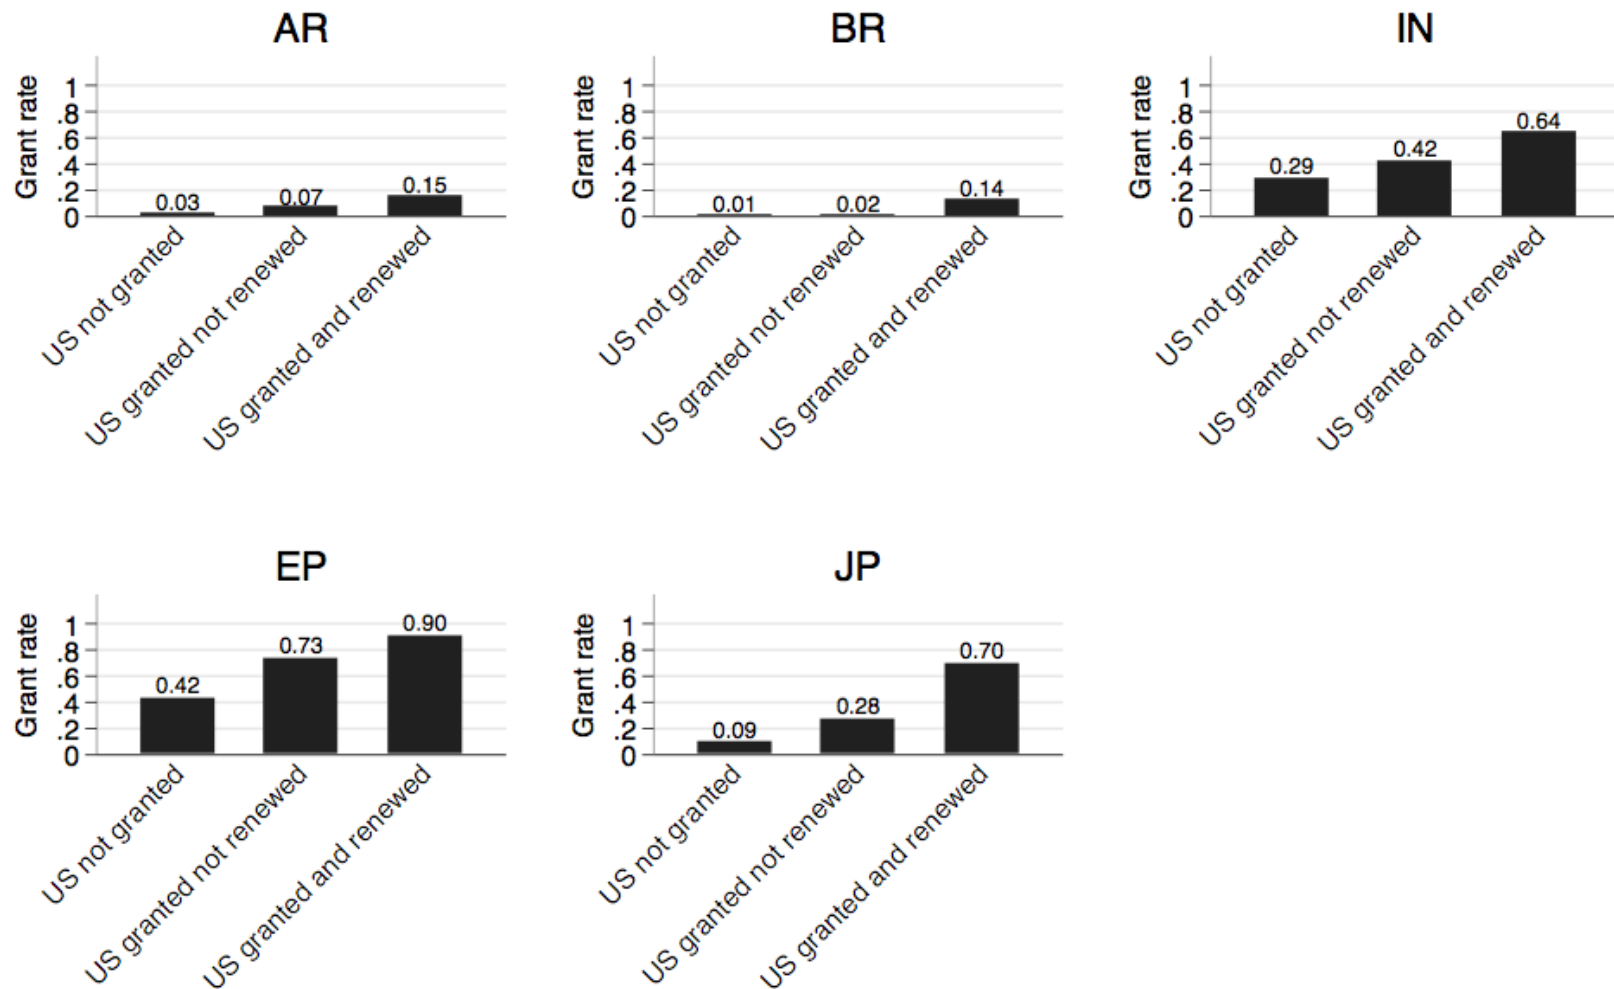 AR
Grant rate
1
.8
.6
.4
.2
0
0.03
0.07
0.15
US not granted
US granted not renewed
US granted and renewed
BR
Grant rate
1
.8
.6
.4
.2
0
0.01
0.02
0.14
US not granted
US granted not renewed
US granted and renewed
IN
Grant rate
1
.8
.6
.4
.2
0
0.29
0.42
0.64
US not granted
US granted not renewed
US granted and renewed
EP
Grant rate
1
.8
.6
.4
.2
0
0.42
0.73
0.90
US not granted
US granted not renewed
US granted and renewed
JP
Grant rate
1
.8
.6
.4
.2
0
0.09
0.28
0.70
US not granted
US granted not renewed
US granted and renewed